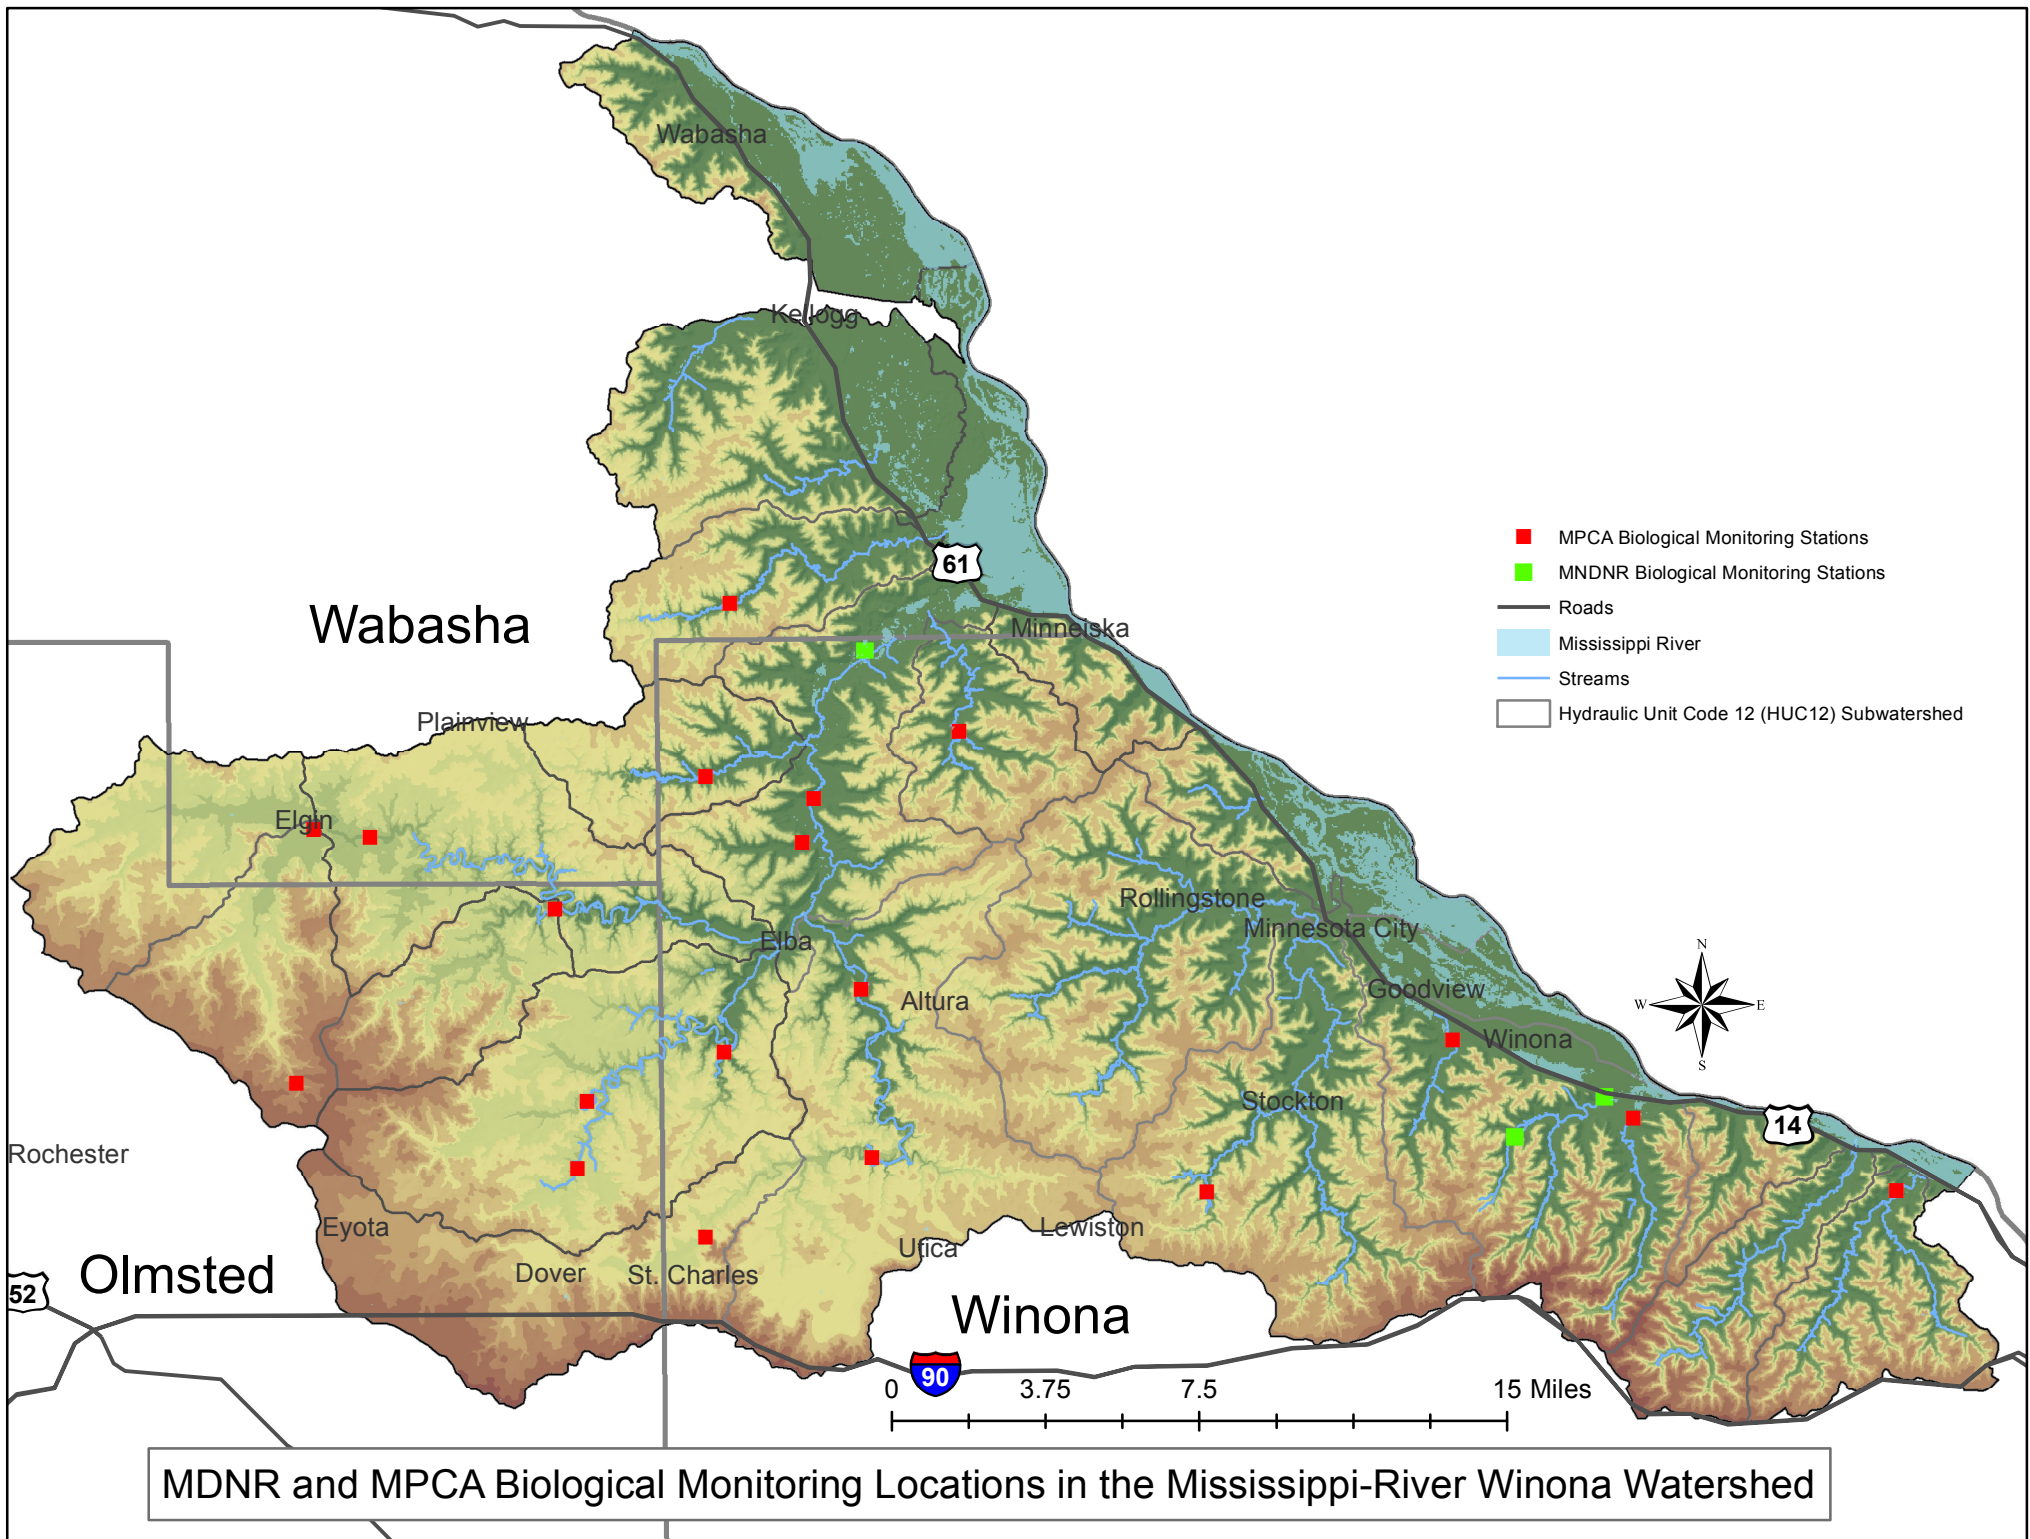 Wabasha
Kellogg
61
MPCA Biological Monitoring Stations
MNDNR Biological Monitoring Stations
Roads
Mississippi River
Streams
Hydraulic Unit Code 12 (HUC12) Subwatershed
Wabasha
Minneiska
Plainview
Elgin
Rollingstone
Minnesota City
Elba
Altura
Goodview
Winona
N
W
E
S
Stockton
14
Rochester
Eyota
Lewiston
Utica
Dover
St. Charles
Olmsted
52
Winona
90
0 3.75 7.5 15 Miles
MDNR and MPCA Biological Monitoring Locations in the Mississippi-River Winona Watershed